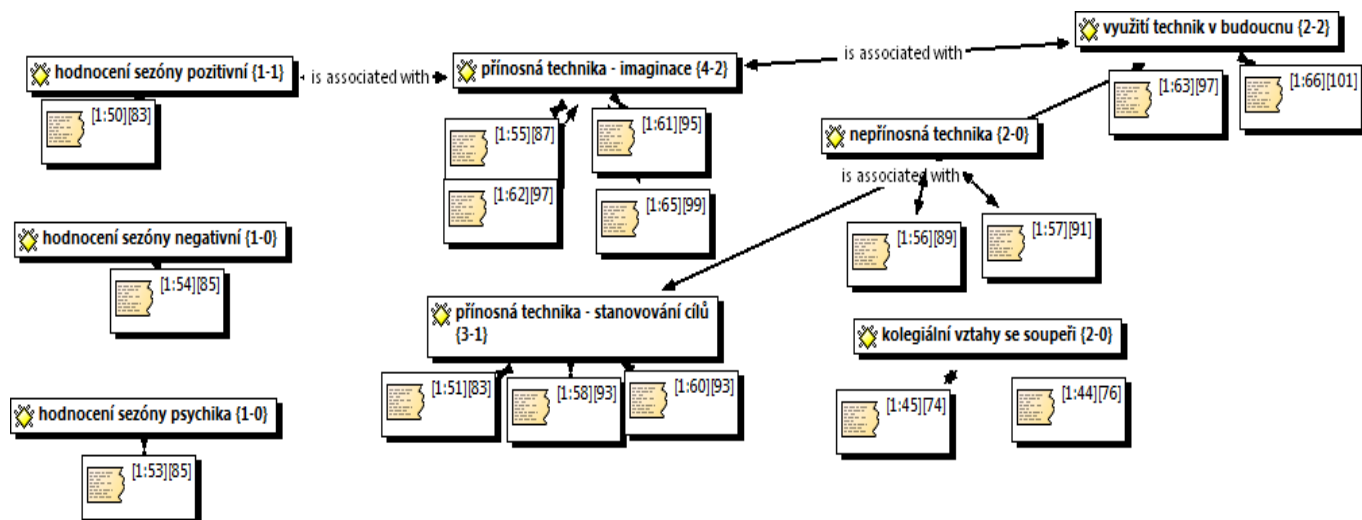 využití technik v budoucnu {2-2}
is associated with
hodnocení sezóny pozitivní {1-1}
is associated with
přínosná technika - imaginace {4-2}
[1:63][97]
[1:66][101]
[1:50][83]
[1:55][87]
[1:61][95]
nepřínosná technika {2-0}
is associated with
[1:62][97]
[1:65][99]
[1:56][89]
[1:57][91]
hodnocení sezóny negativní {1-0}
[1:54][85]
přínosná technika - stanovování cílů
{3-1}
kolegiální vztahy se soupeři {2-0}
[1:51][83]
[1:58][93]
[1:60][93]
[1:45][74]
[1:44][76]
hodnocení sezóny psychika {1-0}
[1:53][85]